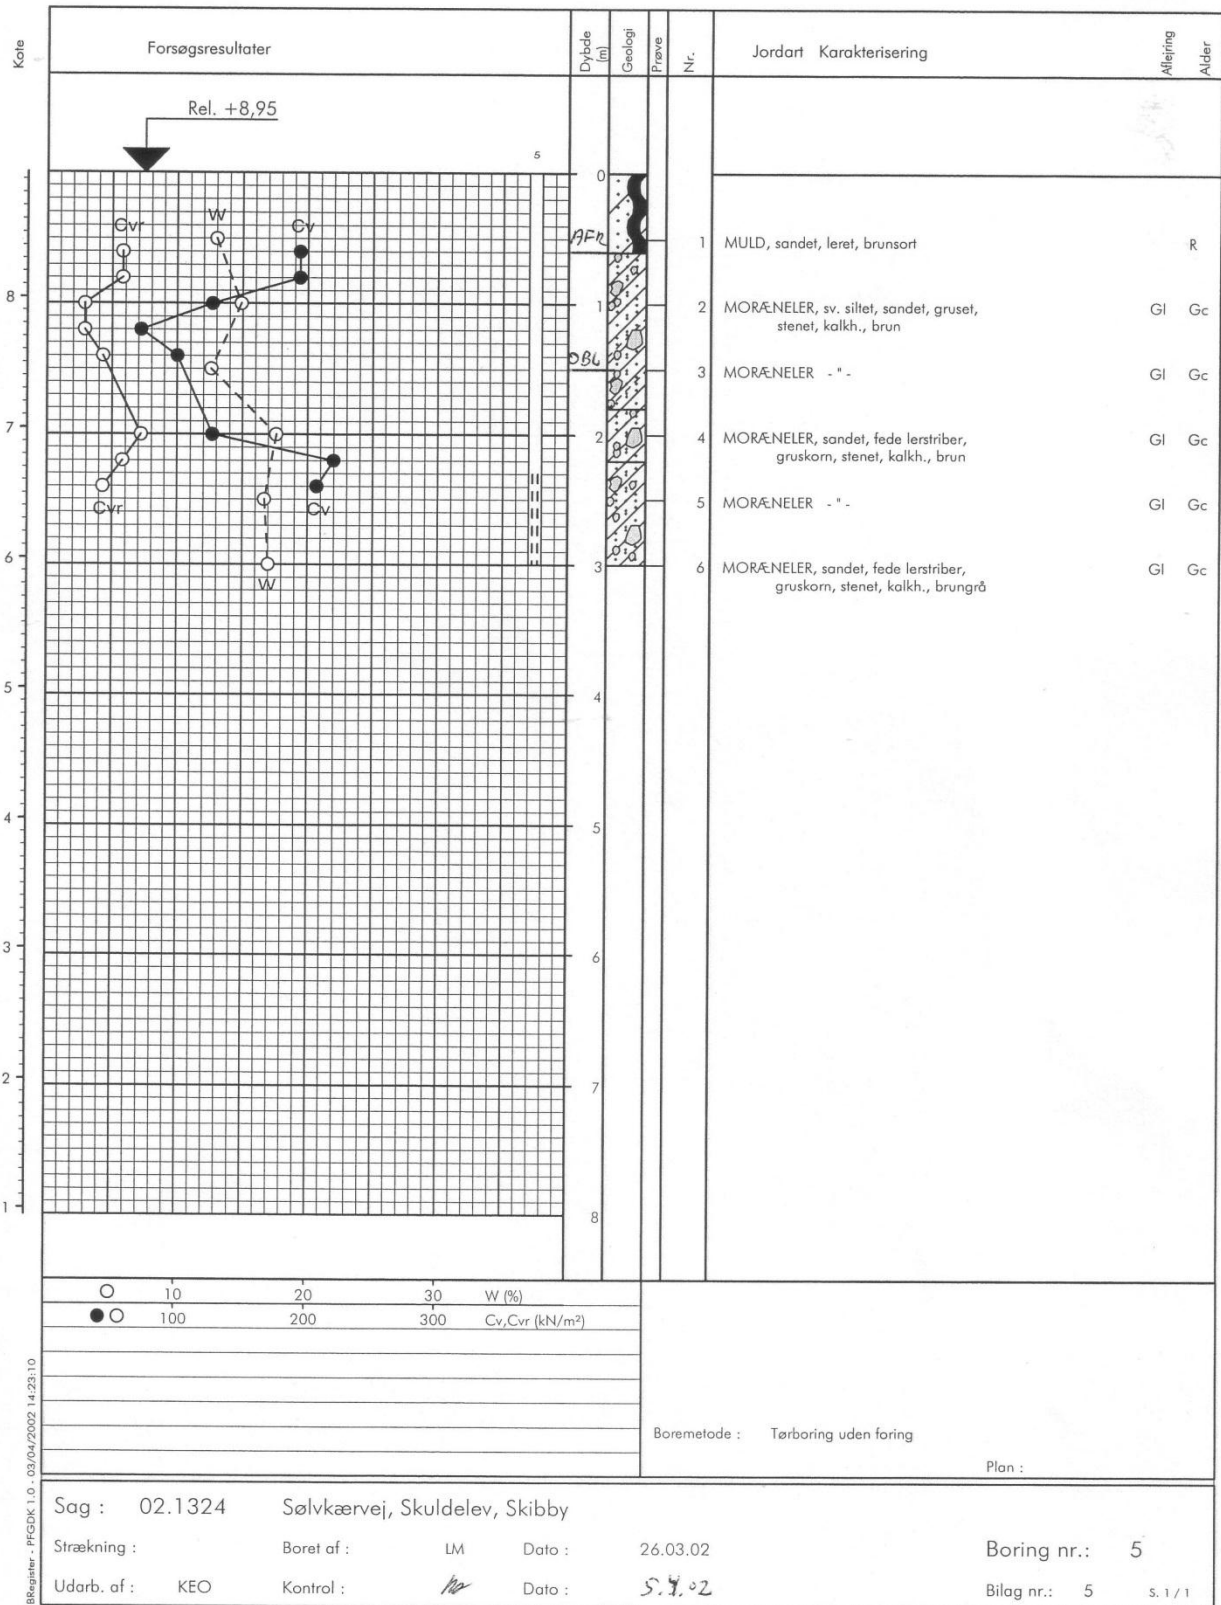 Kote
Forsøgsresultater
Dybde (m)
Geologi
Prøve
Nr.
Jordart Karakterisering
Aflejring
Alder
Rel. +8,95
5
0
Cvr W Cv
AFR
1 MULD, sandet, leret, brunsort R
8
1
2 MORÆNELER, sv. siltet, sandet, gruset, Gl Gc
stenet, kalkh., brun
OBL
3 MORÆNELER - " - Gl Gc
7
2
4 MORÆNELER, sandet, fede lerstriber, Gl Gc
gruskorn, stenet, kalkh., brun
Cvr Cv
5 MORÆNELER - " - Gl Gc
6
W
3
6 MORÆNELER, sandet, fede lerstriber, Gl Gc
gruskorn, stenet, kalkh., brungrå
5
4
4
5
3
6
2
7
1
8
10 20 30 W (%)
100 200 300 Cv,Cvr (kN/m²)
Boremetode : Tørboring uden foring
Plan :
BRegister - PFGDK 1.0 - 03/04/2002 14:23:10
Sag : 02.1324 Sølvkærvej, Skuldelev, Skibby
Strækning : Boret af : LM Dato : 26.03.02 Boring nr.: 5
Udarb. af : KEO Kontrol : Dato : 5.4.02 Bilag nr.: 5 S. 1 / 1